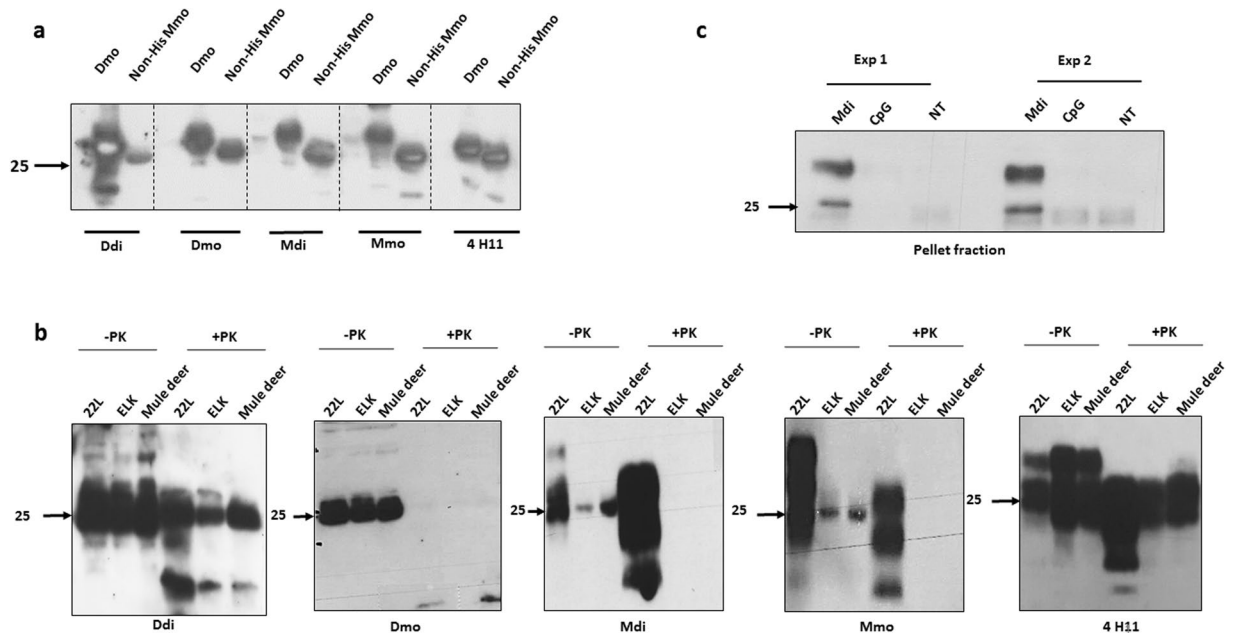 a
Dmo Non-His Mmo Dmo Non-His Mmo Dmo Non-His Mmo Dmo Non-His Mmo Dmo Non-His Mmo
25
Ddi Dmo Mdi Mmo 4 H11
c
Exp 1 Exp 2
Mdi CpG NT Mdi CpG NT
25
Pellet fraction
b
-PK +PK -PK +PK -PK +PK -PK +PK -PK +PK
22L ELK Mule deer 22L ELK Mule deer 22L ELK Mule deer 22L ELK Mule deer 22L ELK Mule deer 22L ELK Mule deer 22L ELK Mule deer 22L ELK Mule deer 22L ELK Mule deer 22L ELK Mule deer
25 25 25 25 25
Ddi Dmo Mdi Mmo 4 H11